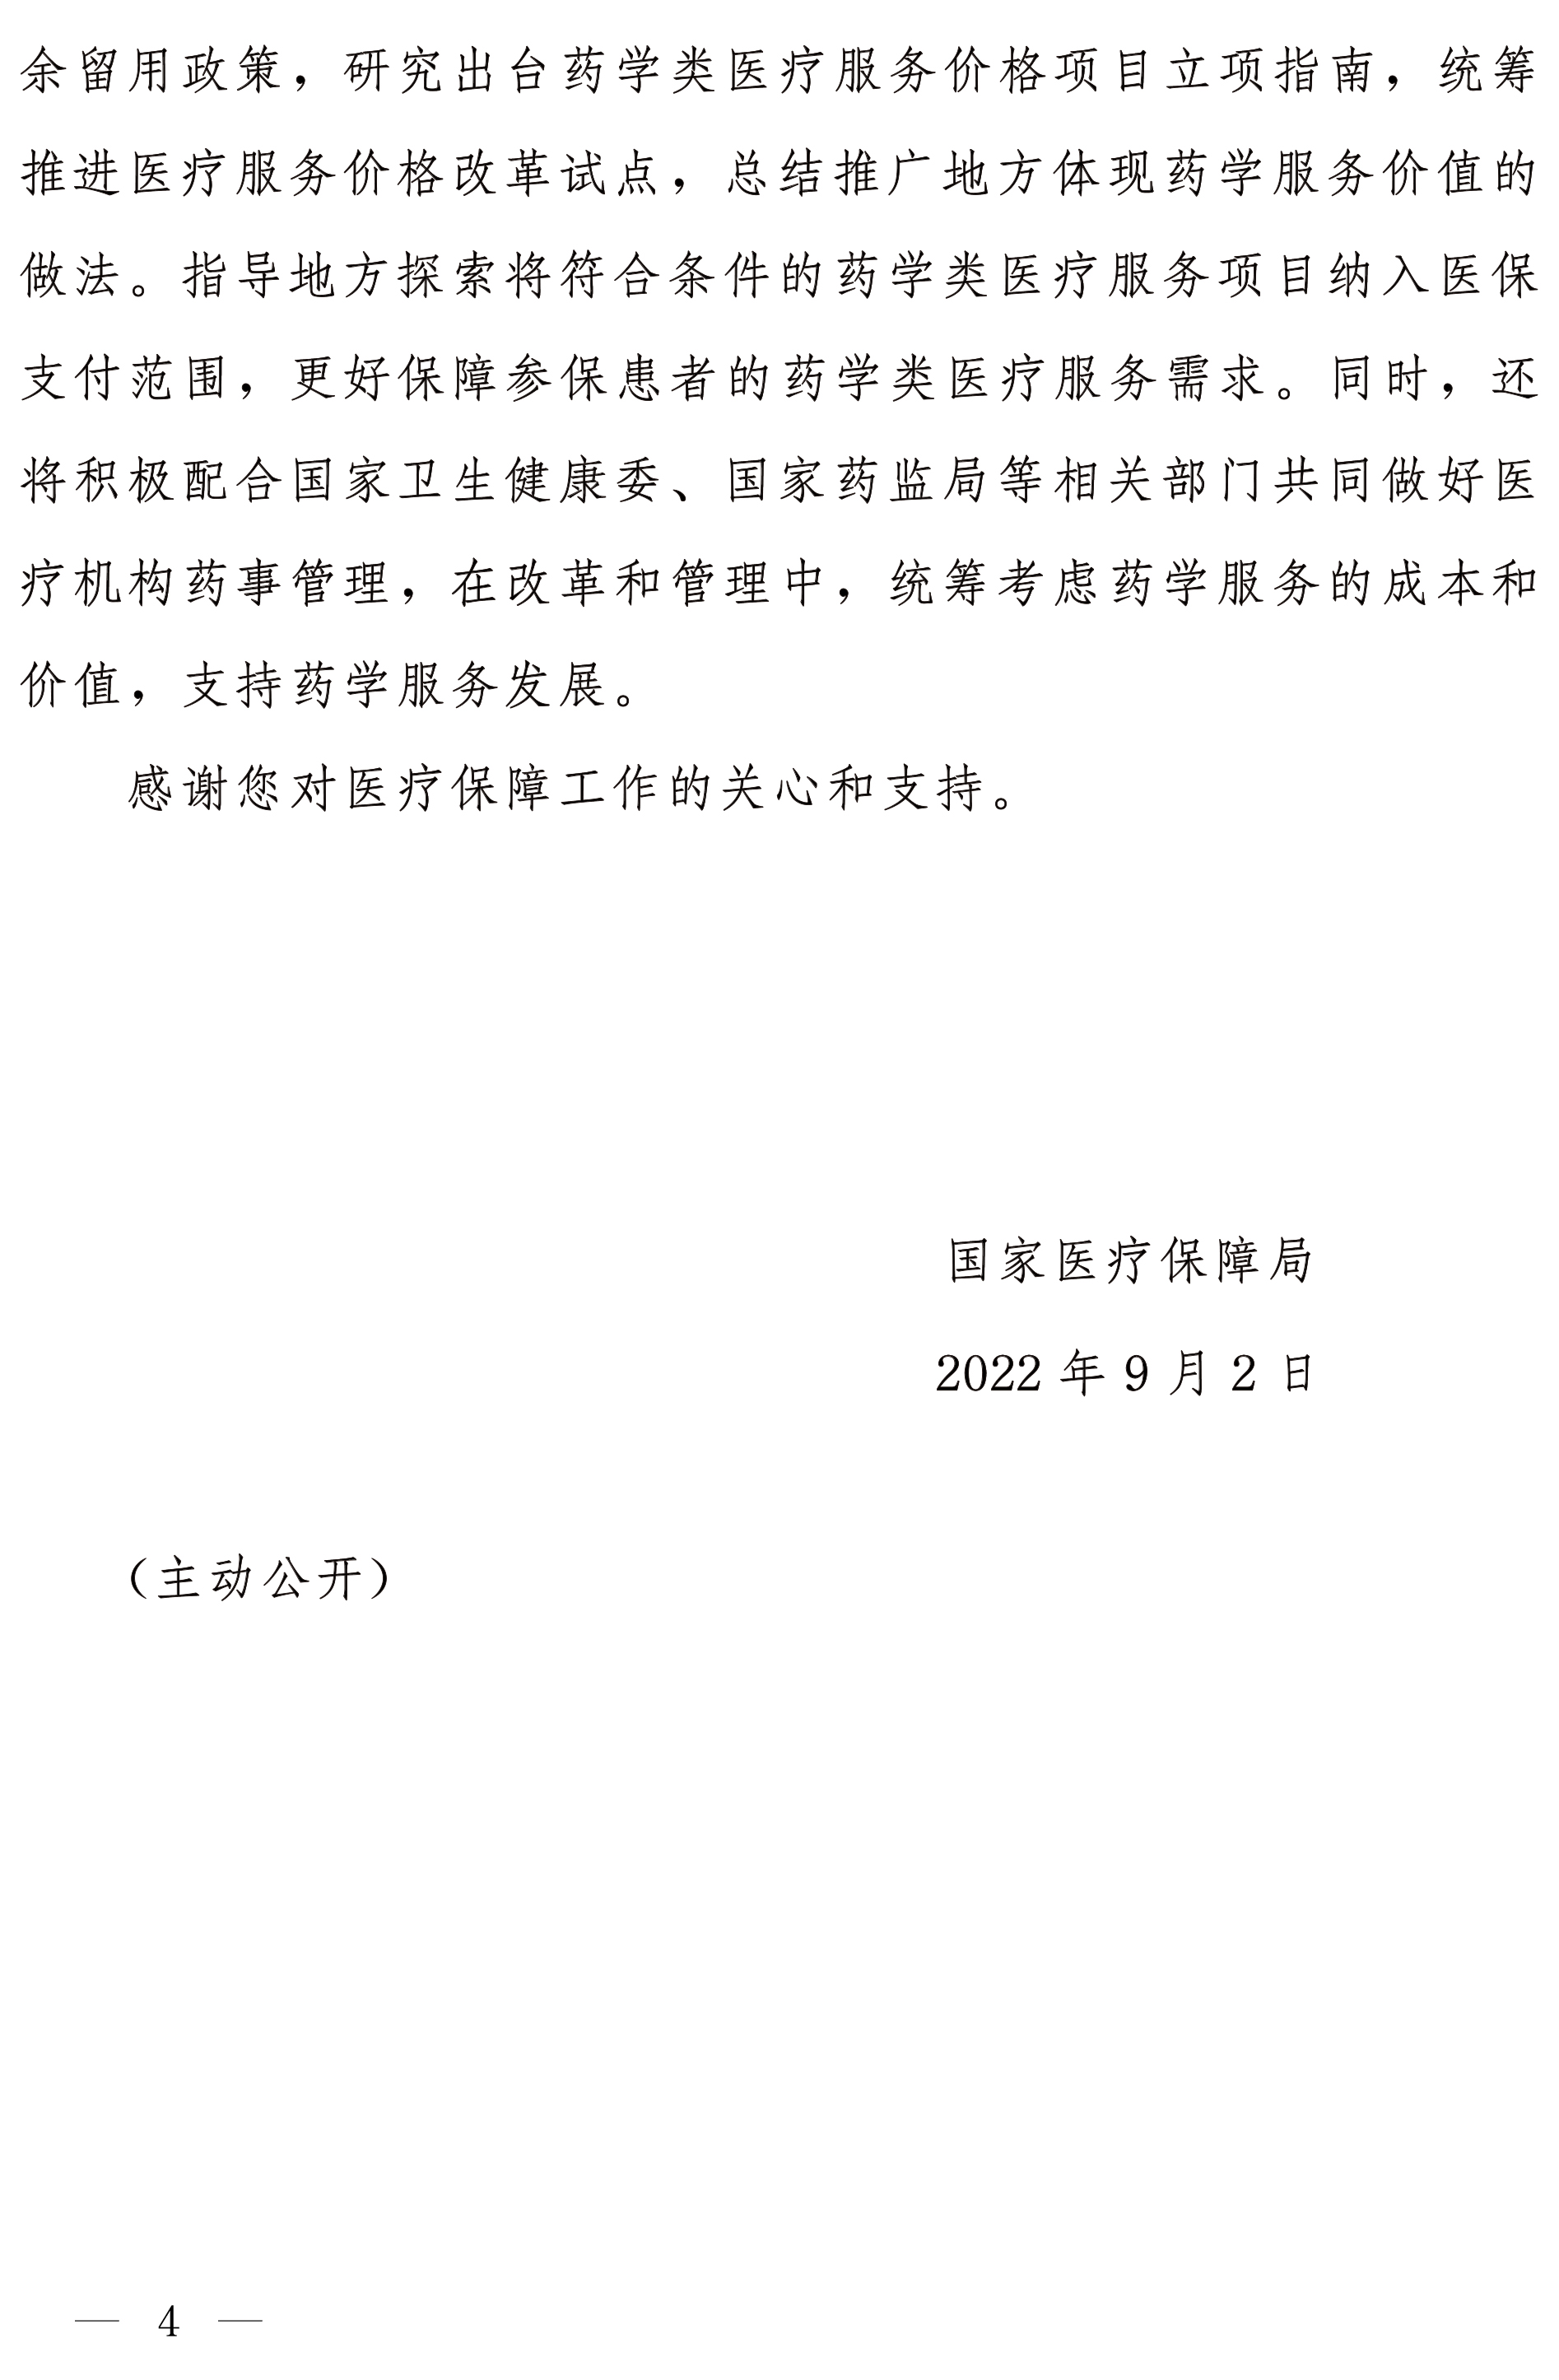 余留用政策，研究出台药学类医疗服务价格项目立项指南，统筹
推进医疗服务价格改革试点，总结推广地方体现药学服务价值的
做法。指导地方探索将符合条件的药学类医疗服务项目纳入医保
支付范围，更好保障参保患者的药学类医疗服务需求。同时，还
将积极配合国家卫生健康委、国家药监局等相关部门共同做好医
疗机构药事管理，在改革和管理中，统筹考虑药学服务的成本和
价值，支持药学服务发展。
感谢您对医疗保障工作的关心和支持。
国家医疗保障局
2022 年 9 月 2 日
（主动公开）
— 4 —